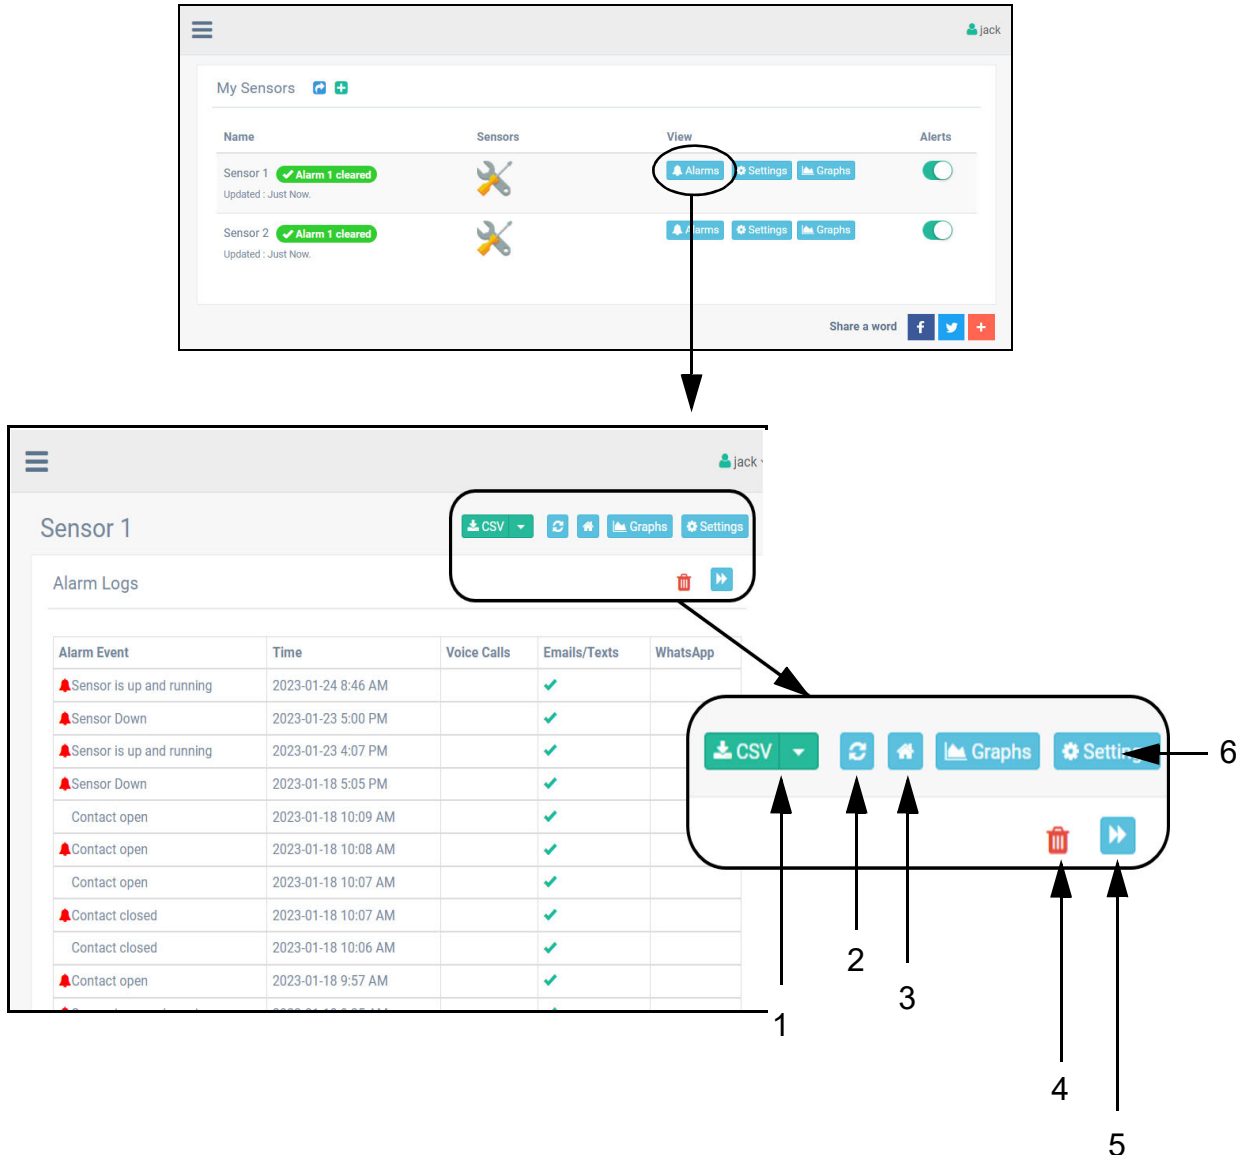 jack
My Sensors
Name Sensors View Alerts
Sensor 1 Alarm 1 cleared Alarms Settings Graphs
Updated : Just Now.
Sensor 2 Alarm 1 cleared Alarms Settings Graphs
Updated : Just Now.
Share a word
jack
Sensor 1 CSV Graphs Settings
Alarm Logs
Alarm Event Time Voice Calls Emails/Texts WhatsApp
Sensor is up and running 2023-01-24 8:46 AM
Sensor Down 2023-01-23 5:00 PM
Sensor is up and running 2023-01-23 4:07 PM
Sensor Down 2023-01-18 5:05 PM
Contact open 2023-01-18 10:09 AM
Contact open 2023-01-18 10:08 AM
Contact open 2023-01-18 10:07 AM
Contact closed 2023-01-18 10:07 AM
Contact closed 2023-01-18 10:06 AM
Contact open 2023-01-18 9:57 AM
CSV Graphs Settings 6
2
3
1
4
5